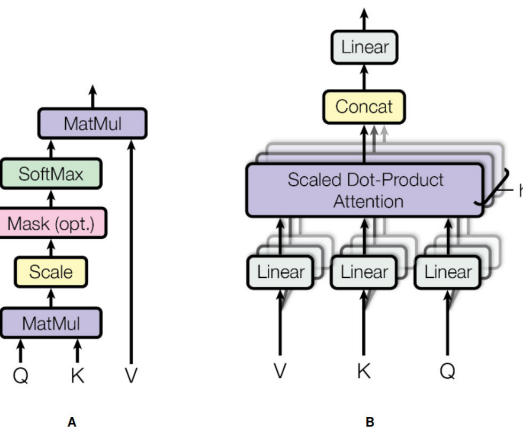 MatMul
SoftMax
Mask (opt.)
Scale
MatMul
Q K V
A
Linear
Concat
Scaled Dot-Product
Attention
h
Linear Linear Linear
V K Q
B